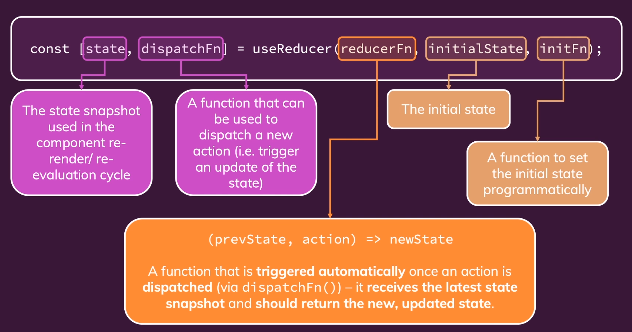 const [state, dispatchFn] = useReducer(reducerFn, initialState, initFn);
The state snapshot
used in the
component re-
render/ re-
evaluation cycle
A function that can
be used to
dispatch a new
action (i.e. trigger
an update of the
state)
The initial state
A function to set
the initial state
programmatically
(prevState, action) => newState
A function that is triggered automatically once an action is
dispatched (via dispatchFn()) – it receives the latest state
snapshot and should return the new, updated state.